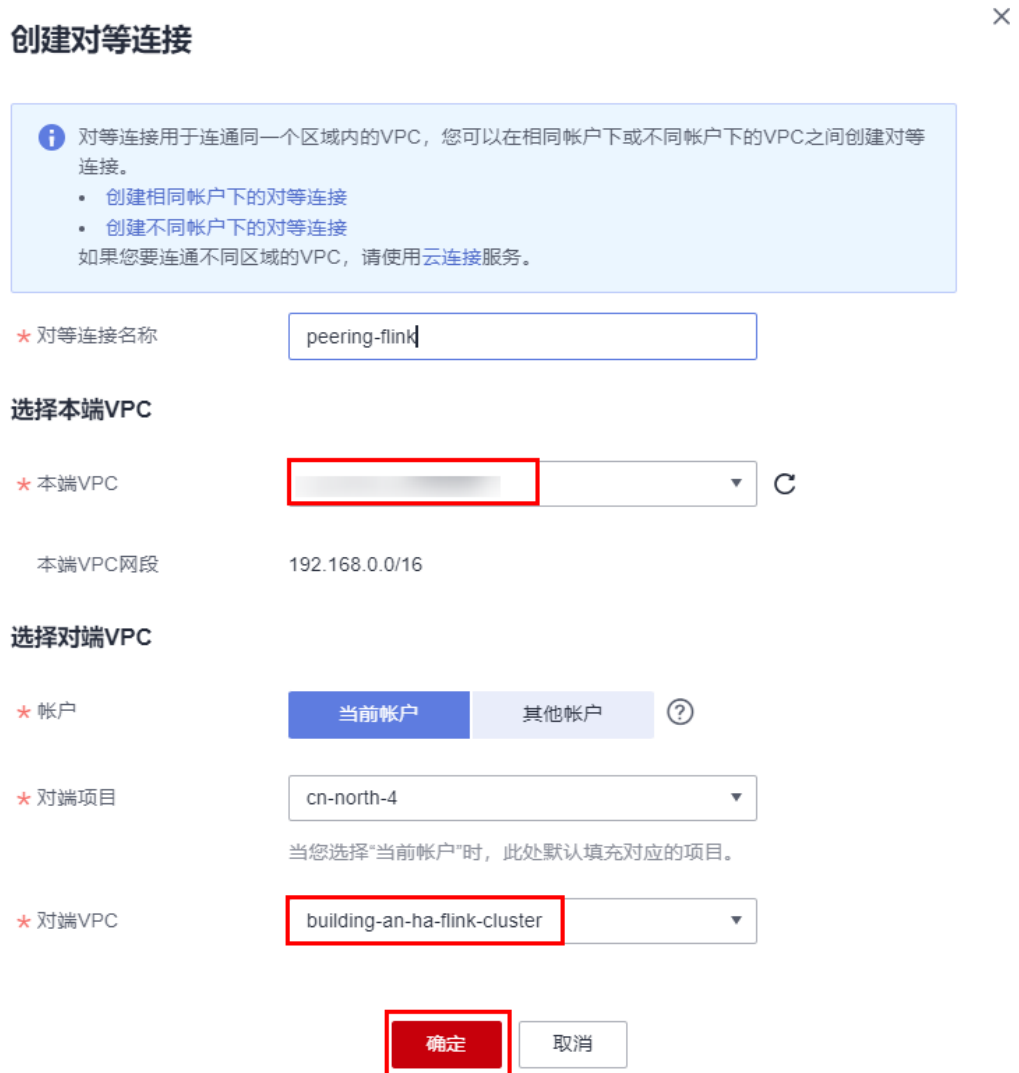 创建对等连接
对等连接用于连通同一个区域内的VPC，您可以在相同帐户下或不同帐户下的VPC之间创建对等
连接。
• 创建相同帐户下的对等连接
• 创建不同帐户下的对等连接
如果您要连通不同区域的VPC，请使用云连接服务。
* 对等连接名称 peering-flink
选择本端VPC
* 本端VPC
本端VPC网段 192.168.0.0/16
选择对端VPC
* 帐户 当前帐户 其他帐户
* 对端项目 cn-north-4
当您选择“当前帐户”时，此处默认填充对应的项目。
* 对端VPC building-an-ha-flink-cluster
确定 取消